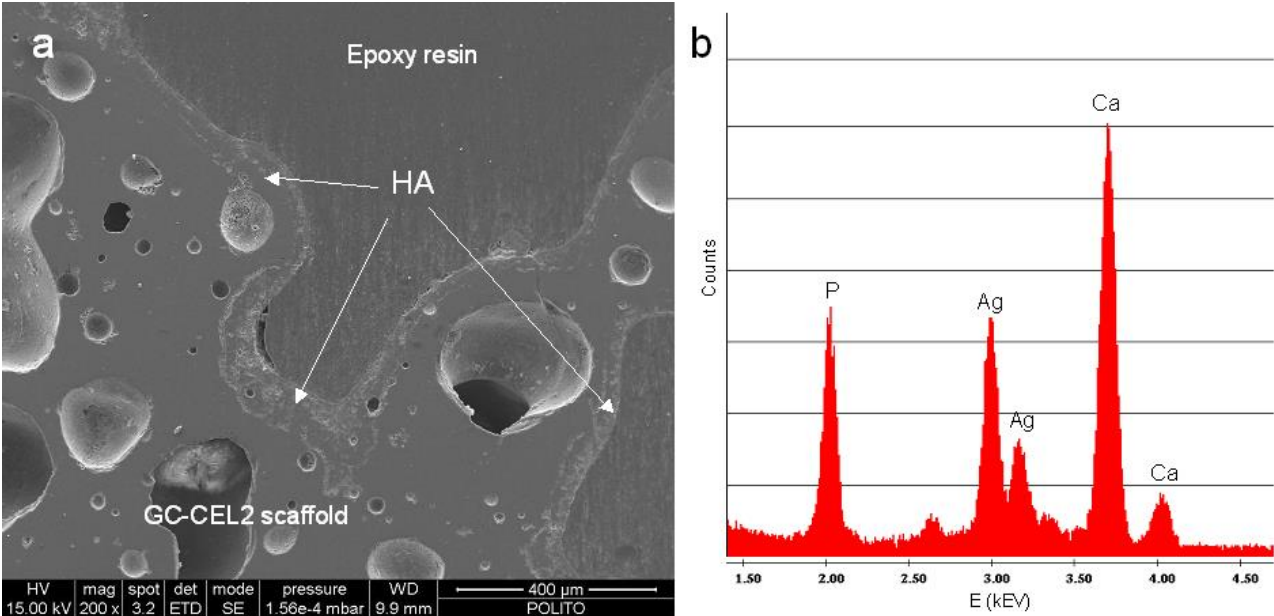 a
Epoxy resin
HA
GC-CEL2 scaffold
HV mag spot det mode pressure WD 400 µm
15.00 kV 200 x 3.2 ETD SE 1.56e-4 mbar 9.9 mm POLITO
b
Ca
P
Ag
Ag
Ca
Counts
1.50 2.00 2.50 3.00 3.50 4.00 4.50
E (kEV)